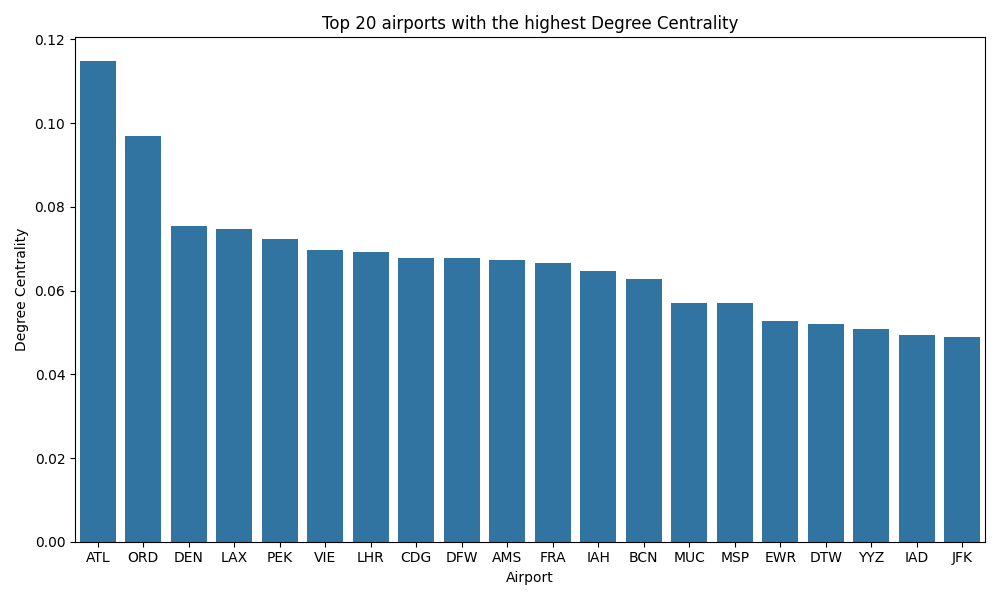 Top 20 airports with the highest Degree Centrality
0.12
0.10
0.08
0.06
0.04
0.02
0.00
Degree Centrality
ATL ORD DEN LAX PEK VIE LHR CDG DFW AMS FRA IAH BCN MUC MSP EWR DTW YYZ IAD JFK
Airport